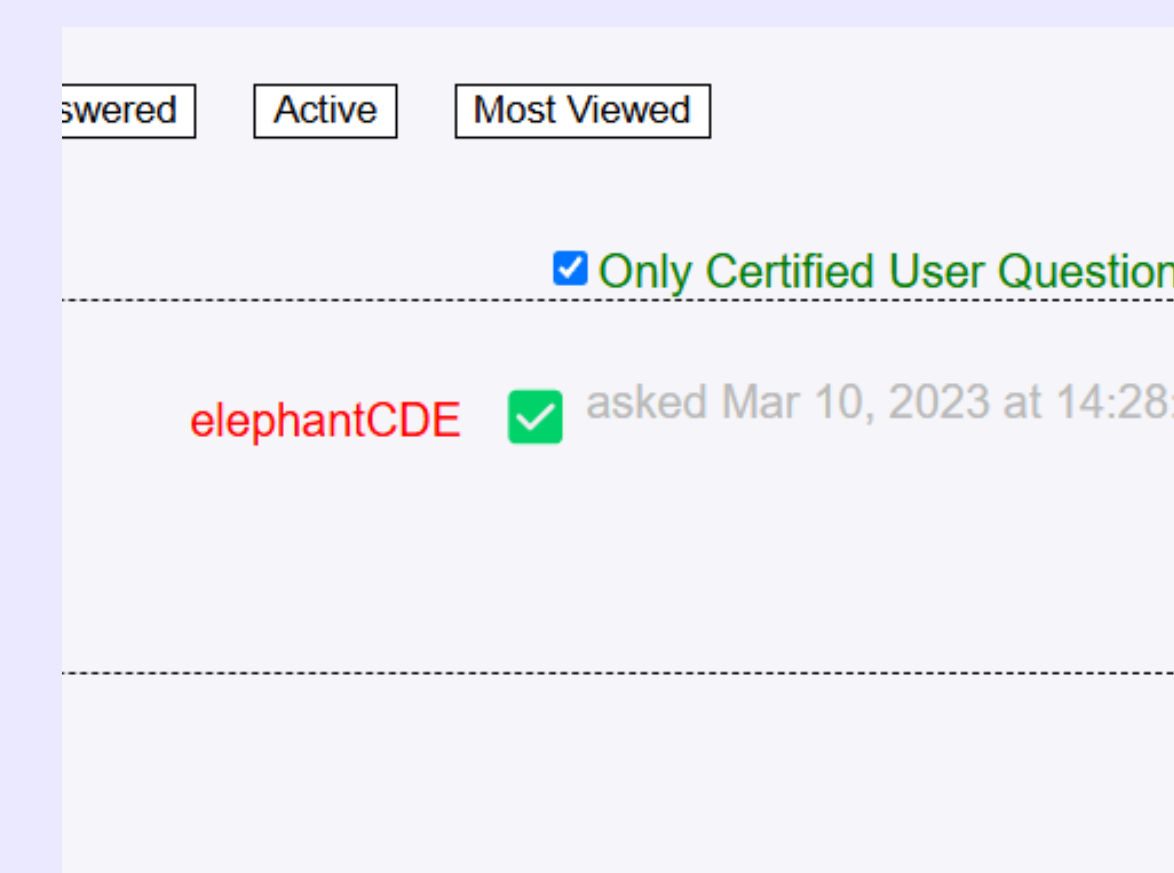 swered Active Most Viewed
Only Certified User Question
elephantCDE asked Mar 10, 2023 at 14:28: